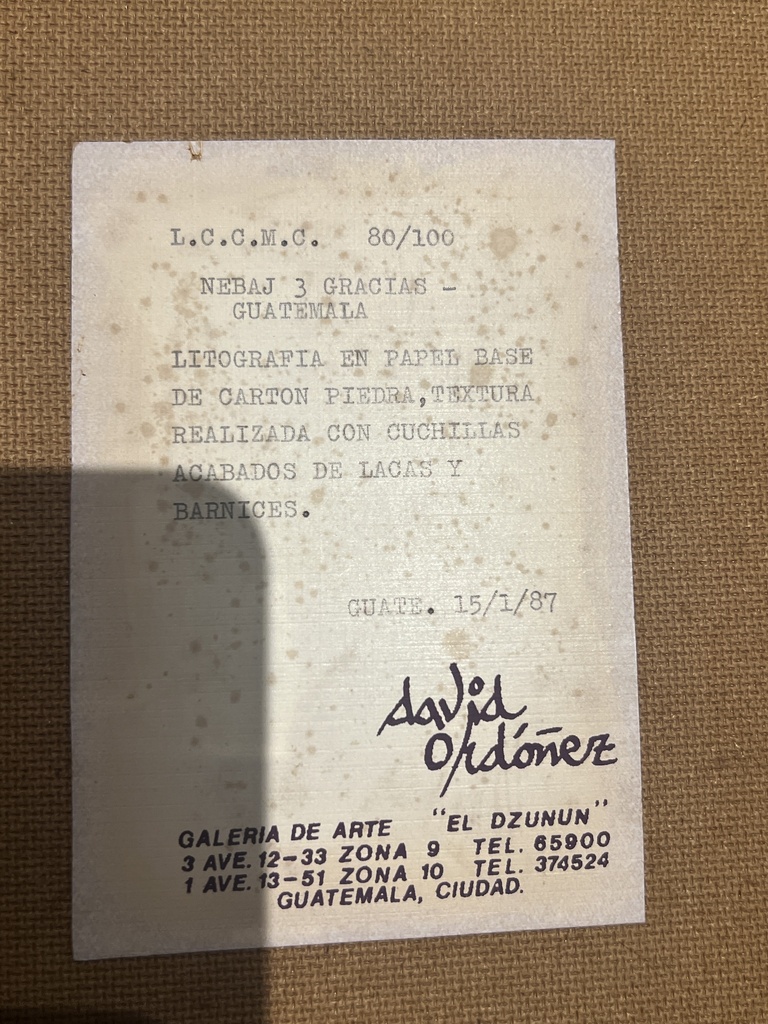 L.C.C.M.C. 80/100
NEBAJ 3 GRACIAS -
GUATEMALA
LITOGRAFIA EN PAPEL BASE
DE CARTON PIEDRA,TEXTURA
REALIZADA CON CUCHILLAS
ACABADOS DE LACAS Y
BARNICES.
GUATE. 15/1/87
david
Ordóñez
GALERIA DE ARTE "EL DZUNUN"
3 AVE. 12-33 ZONA 9 TEL. 65900
1 AVE. 13-51 ZONA 10 TEL. 374524
GUATEMALA, CIUDAD.